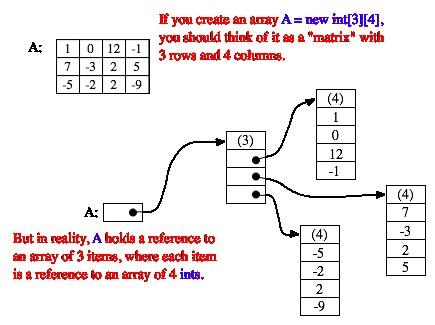 If you create an array A = new int[3][4],
you should think of it as a "matrix" with
3 rows and 4 columns.
A:
1 0 12 -1
7 -3 2 5
-5 -2 2 -9
(4)
1
0
12
-1
(3)
A:
(4)
7
-3
2
5
(4)
-5
-2
2
-9
But in reality, A holds a reference to
an array of 3 items, where each item
is a reference to an array of 4 ints.